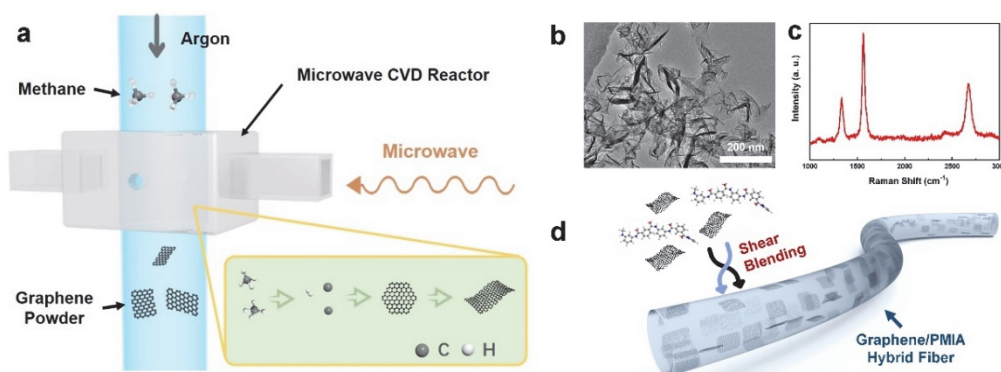 a
Argon
Methane
Microwave CVD Reactor
Microwave
Graphene
Powder
C H
b
200 nm
c
Intensity (a. u.)
1000 1500 2000 2500 300
Raman Shift (cm⁻¹)
d
Shear
Blending
Graphene/PMIA
Hybrid Fiber